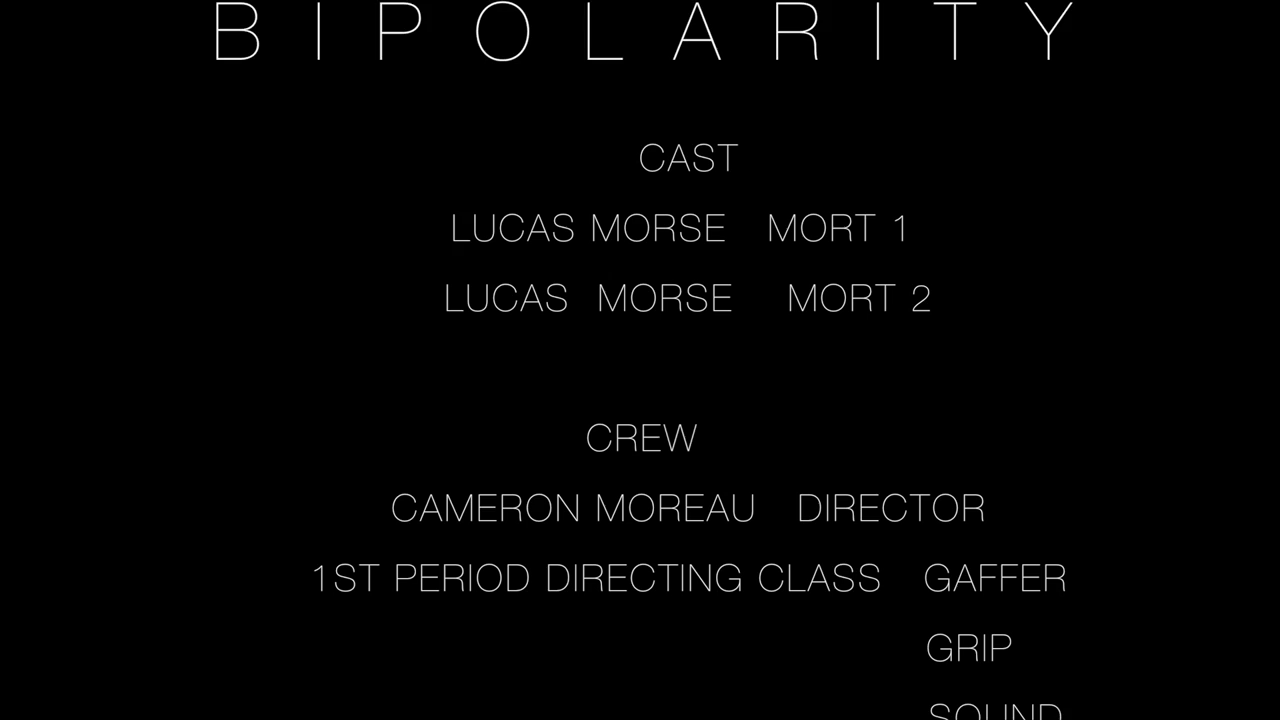 BIPOLARITY
CAST
LUCAS MORSE MORT 1
LUCAS MORSE MORT 2
CREW
CAMERON MOREAU DIRECTOR
1ST PERIOD DIRECTING CLASS GAFFER
GRIP
SOUND